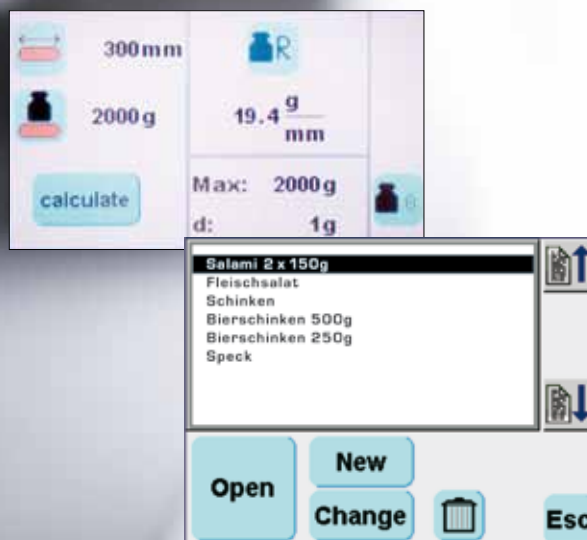 300mm
R
2000g
19.4 g
mm
calculate
Max: 2000g
d: 1g
Salami 2 x 150g
Fleischsalat
Schinken
Bierschinken 500g
Bierschinken 250g
Speck
Open
New
Change
Esc